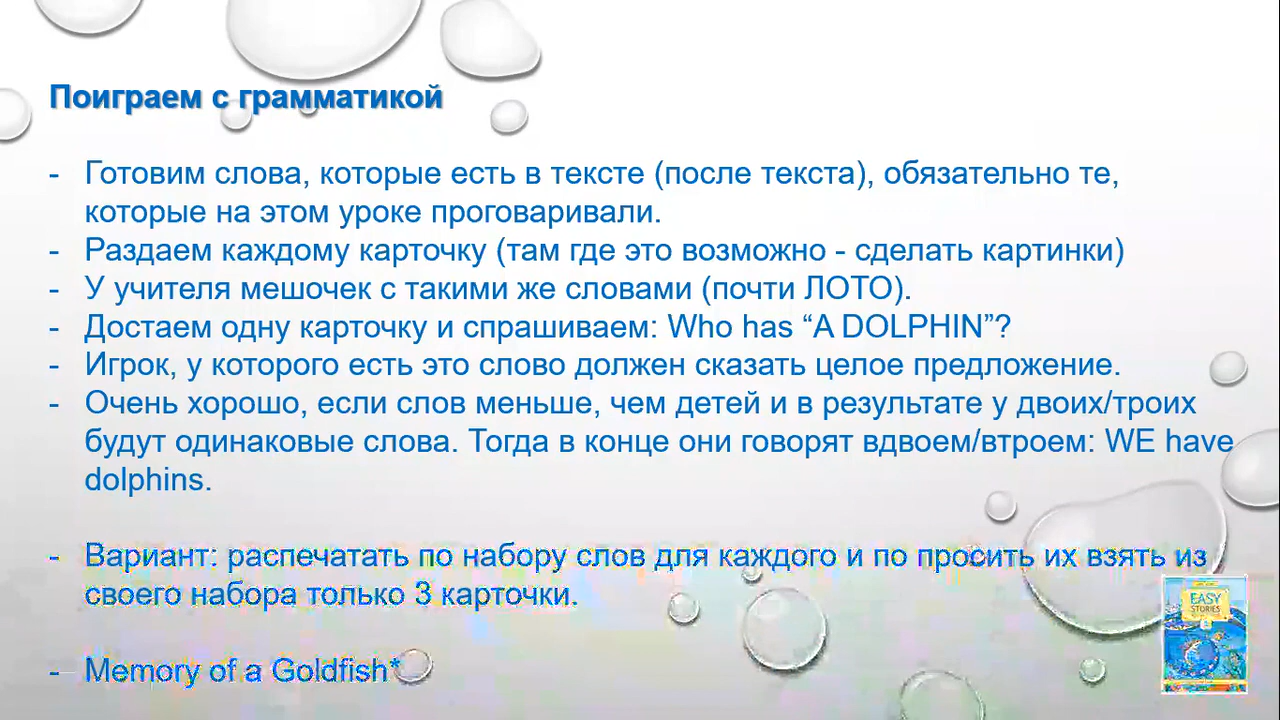 Поиграем с грамматикой
- Готовим слова, которые есть в тексте (после текста), обязательно те,
которые на этом уроке проговаривали.
- Раздаем каждому карточку (там где это возможно - сделать картинки)
- У учителя мешочек с такими же словами (почти ЛОТО).
- Достаем одну карточку и спрашиваем: Who has “A DOLPHIN”?
- Игрок, у которого есть это слово должен сказать целое предложение.
- Очень хорошо, если слов меньше, чем детей и в результате у двоих/троих
будут одинаковые слова. Тогда в конце они говорят вдвоем/втроем: WE have
dolphins.
- Вариант: распечатать по набору слов для каждого и по просить их взять из
своего набора только 3 карточки.
- Memory of a Goldfish*
EASY
STORIES